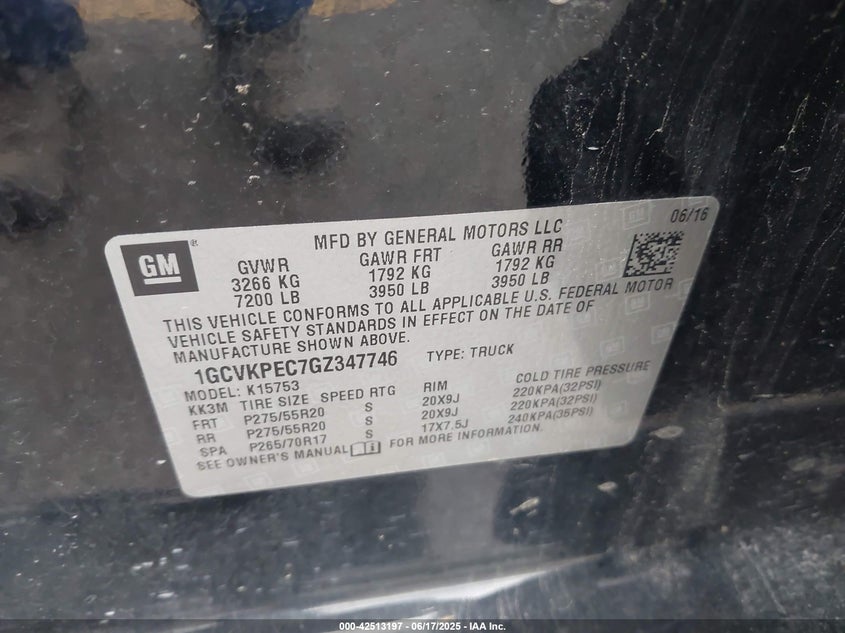 06/16
GM ®
MFD BY GENERAL MOTORS LLC
GVWR GAWR FRT GAWR RR
3266 KG 1792 KG 1792 KG
7200 LB 3950 LB 3950 LB
THIS VEHICLE CONFORMS TO ALL APPLICABLE U.S. FEDERAL MOTOR
VEHICLE SAFETY STANDARDS IN EFFECT ON THE DATE OF
MANUFACTURE SHOWN ABOVE.
1GCVKPEC7GZ347746 TYPE: TRUCK
MODEL: K15753
KK3M TIRE SIZE SPEED RTG RIM COLD TIRE PRESSURE
FRT P275/55R20 S 20X9J 220KPA(32PSI)
RR P275/55R20 S 20X9J 220KPA(32PSI)
SPA P265/70R17 S 17X7.5J 240KPA(35PSI)
SEE OWNER'S MANUAL FOR MORE INFORMATION.
000-42513197 - 06/17/2025 - IAA Inc.